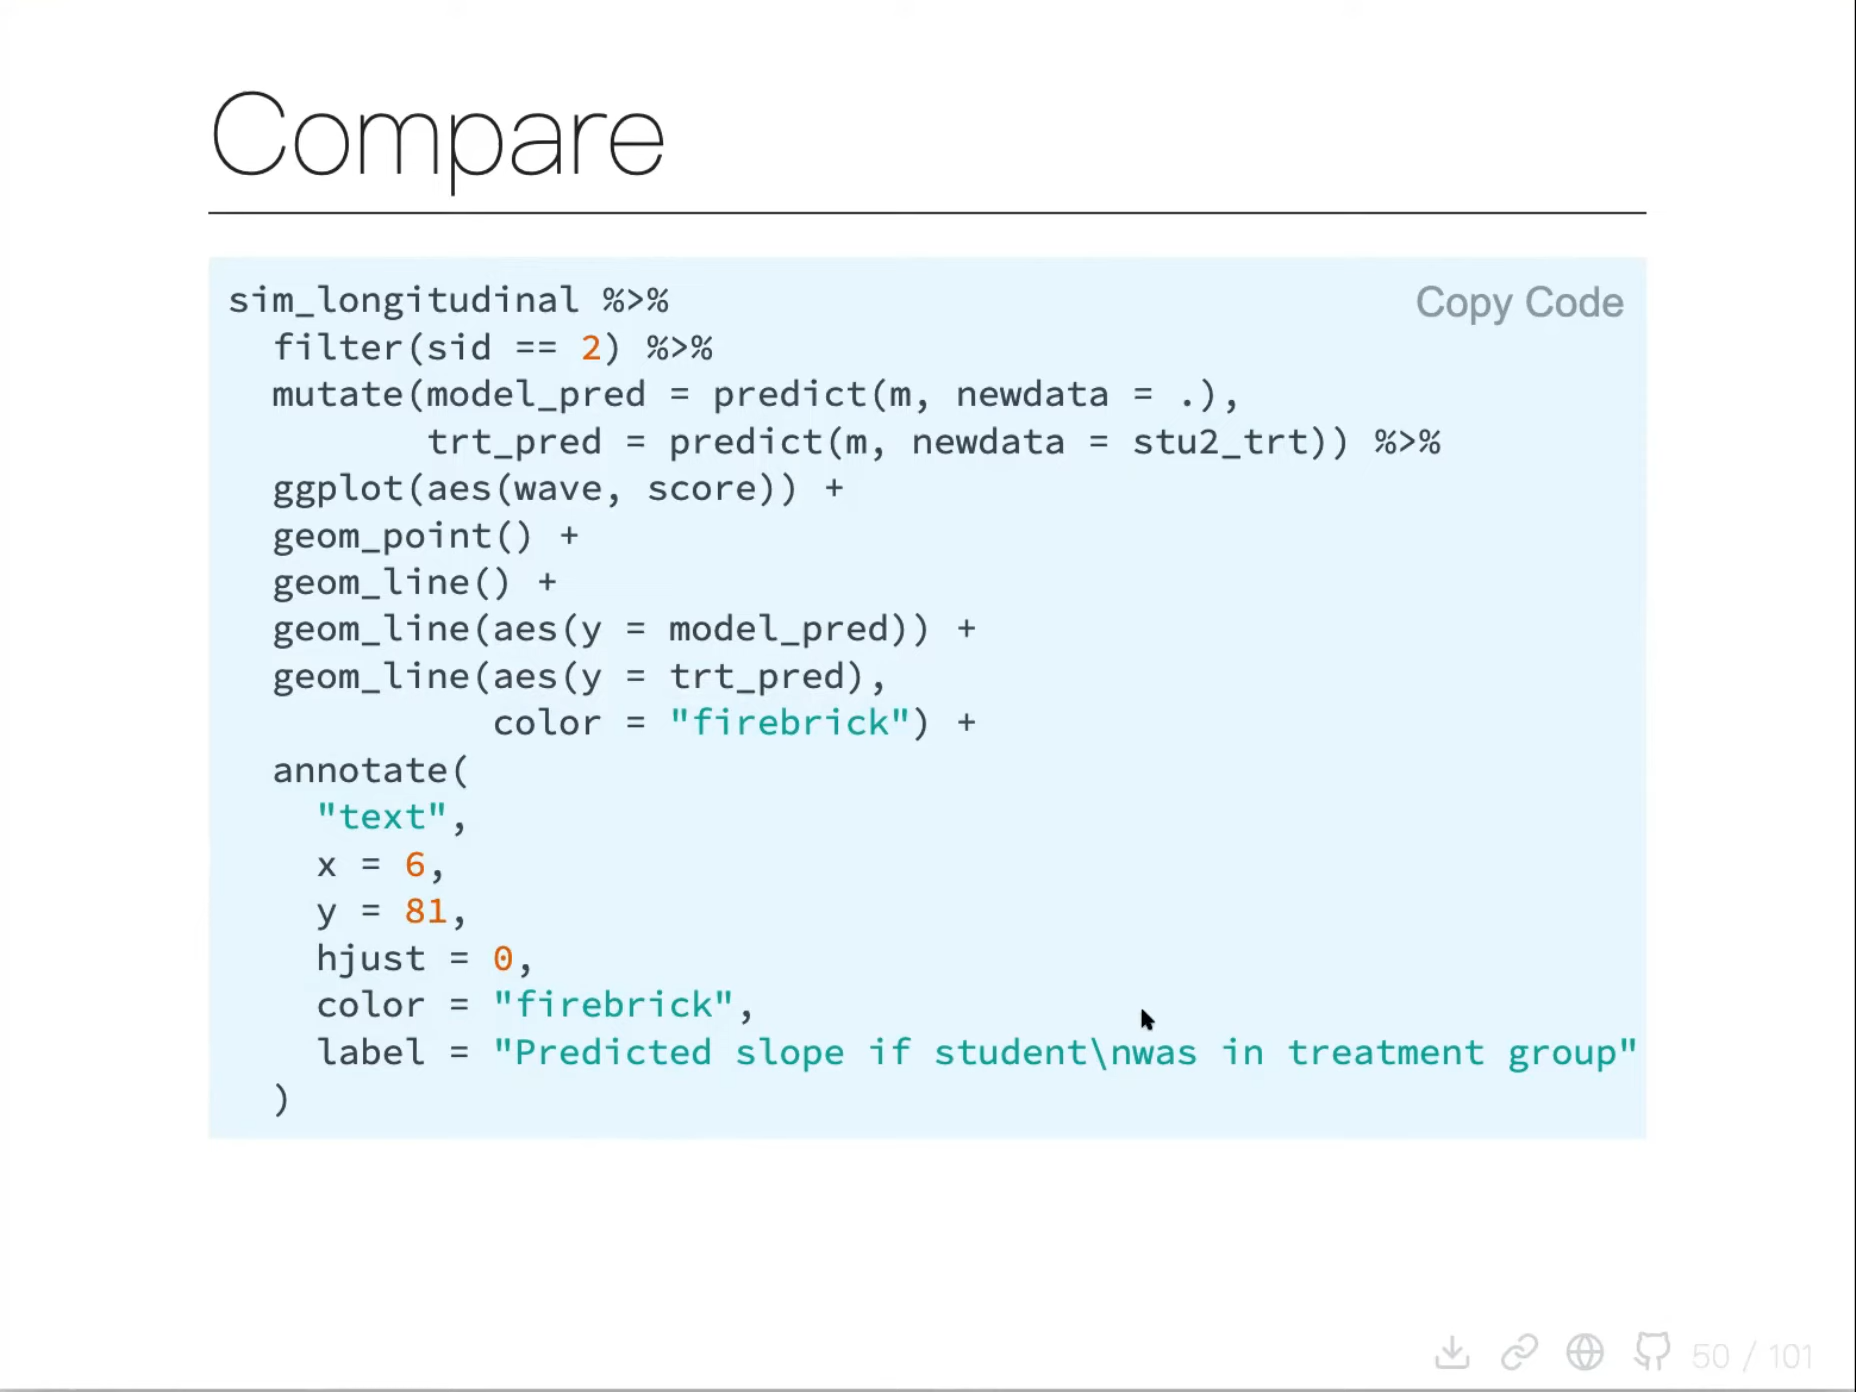 Compare
Copy Code
sim_longitudinal %>%
  filter(sid == 2) %>%
  mutate(model_pred = predict(m, newdata = .),
         trt_pred = predict(m, newdata = stu2_trt)) %>%
  ggplot(aes(wave, score)) +
  geom_point() +
  geom_line() +
  geom_line(aes(y = model_pred)) +
  geom_line(aes(y = trt_pred),
            color = "firebrick") +
  annotate(
    "text",
    x = 6,
    y = 81,
    hjust = 0,
    color = "firebrick",
    label = "Predicted slope if student\nwas in treatment group"
  )
50 / 101